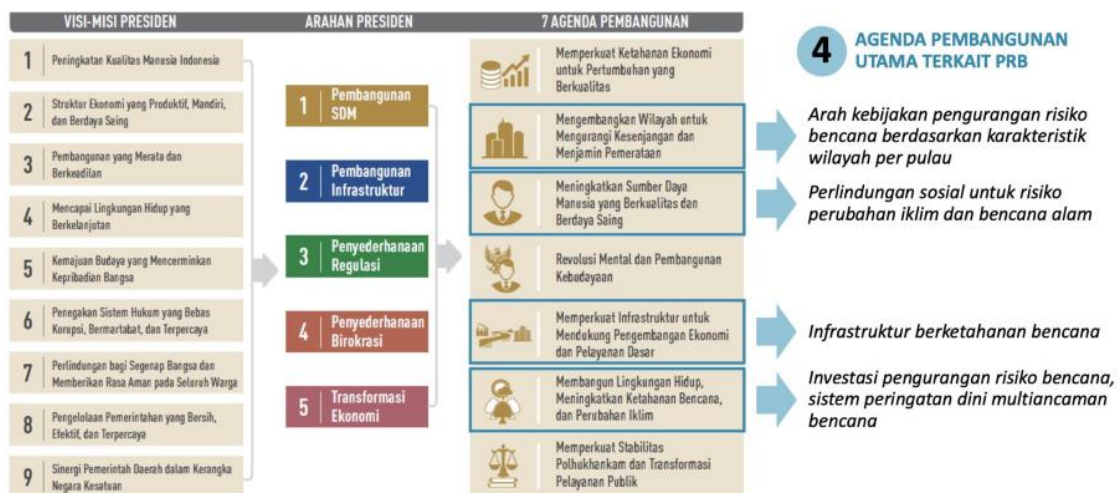 VISI-MISI PRESIDEN
1
Peningkatan Kualitas Manusia Indonesia
2
Struktur Ekonomi yang Produktif, Mandiri,
dan Berdaya Saing
3
Pembangunan yang Merata dan
Berkeadilan
4
Mencapai Lingkungan Hidup yang
Berkelanjutan
5
Kemajuan Budaya yang Mencerminkan
Kepribadian Bangsa
6
Penegakan Sistem Hukum yang Bebas
Korupsi, Bermartabat, dan Terpercaya
7
Perlindungan bagi Segenap Bangsa dan
Memberikan Rasa Aman pada Seluruh Warga
8
Pengelolaan Pemerintahan yang Bersih,
Efektif, dan Terpercaya
9
Sinergi Pemerintah Daerah dalam Kerangka
Negara Kesatuan
ARAHAN PRESIDEN
1
Pembangunan
SDM
2
Pembangunan
Infrastruktur
3
Penyederhanaan
Regulasi
4
Penyederhanaan
Birokrasi
5
Transformasi
Ekonomi
7 AGENDA PEMBANGUNAN
Memperkuat Ketahanan Ekonomi
untuk Pertumbuhan yang
Berkualitas
Mengembangkan Wilayah untuk
Mengurangi Kesenjangan dan
Menjamin Pemerataan
Meningkatkan Sumber Daya
Manusia yang Berkualitas dan
Berdaya Saing
Revolusi Mental dan Pembangunan
Kebudayaan
Memperkuat Infrastruktur untuk
Mendukung Pengembangan Ekonomi
dan Pelayanan Dasar
Membangun Lingkungan Hidup,
Meningkatkan Ketahanan Bencana,
dan Perubahan Iklim
Memperkuat Stabilitas
Polhukhankam dan Transformasi
Pelayanan Publik
4
AGENDA PEMBANGUNAN
UTAMA TERKAIT PRB
Arah kebijakan pengurangan risiko
bencana berdasarkan karakteristik
wilayah per pulau
Perlindungan sosial untuk risiko
perubahan iklim dan bencana alam
Infrastruktur berketahanan bencana
Investasi pengurangan risiko bencana,
sistem peringatan dini multiancaman
bencana